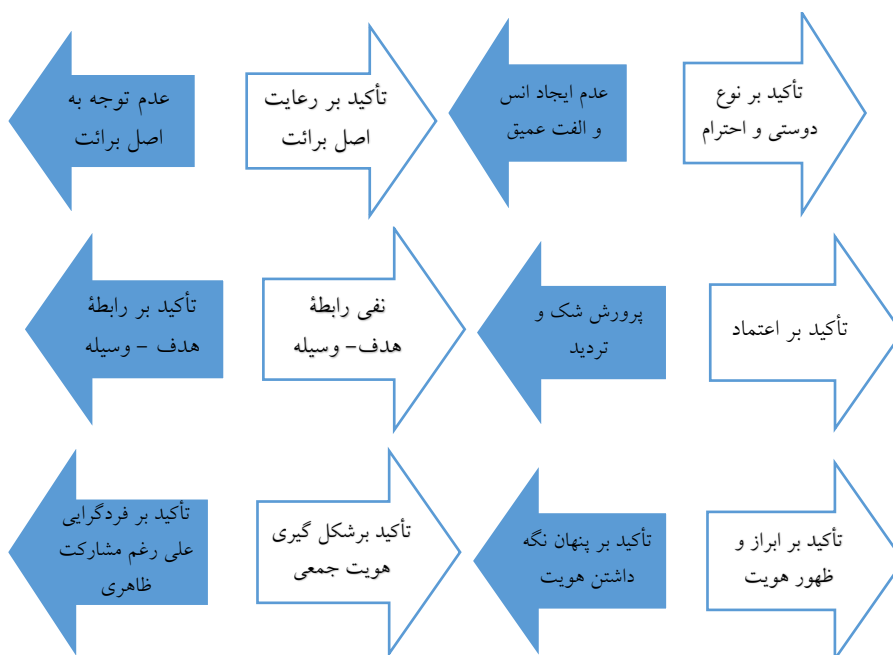 تأکید بر نوع
دوستی و احترام
عدم ایجاد انس
و الفت عمیق
تأکید بر رعایت
اصل برائت
عدم توجه به
اصل برائت
تأکید بر اعتماد
پرورش شک و
تردید
نفی رابطهٔ
هدف– وسیله
تأکید بر رابطهٔ
هدف – وسیله
تأکید بر ابراز و
ظهور هویت
تأکید بر پنهان نگه
داشتن هویت
تأکید برشکل گیری
هویت جمعی
تأکید بر فردگرایی
علی رغم مشارکت
ظاهری